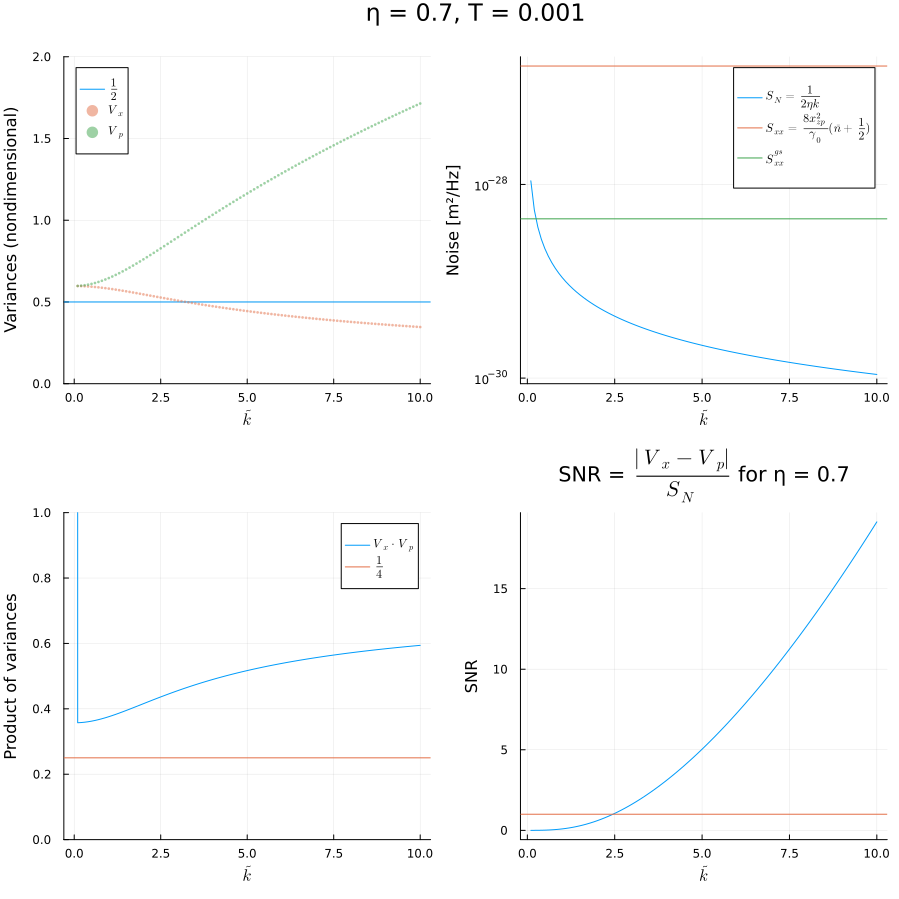 η = 0.7, T = 0.001
Variances (nondimensional)
2.0
1.5
1.0
0.5
0.0
1/2
V_x
V_p
0.0 2.5 5.0 7.5 10.0
k̃
Noise [m²/Hz]
10⁻²⁸
10⁻³⁰
S_N = 1/(2ηk)
S_xx = (8x²_zp/γ_0)(n̄ + 1/2)
S^gs_xx
0.0 2.5 5.0 7.5 10.0
k̃
Product of variances
1.0
0.8
0.6
0.4
0.2
0.0
V_x · V_p
1/4
0.0 2.5 5.0 7.5 10.0
k̃
SNR = |V_x − V_p|/S_N for η = 0.7
SNR
15
10
5
0
0.0 2.5 5.0 7.5 10.0
k̃